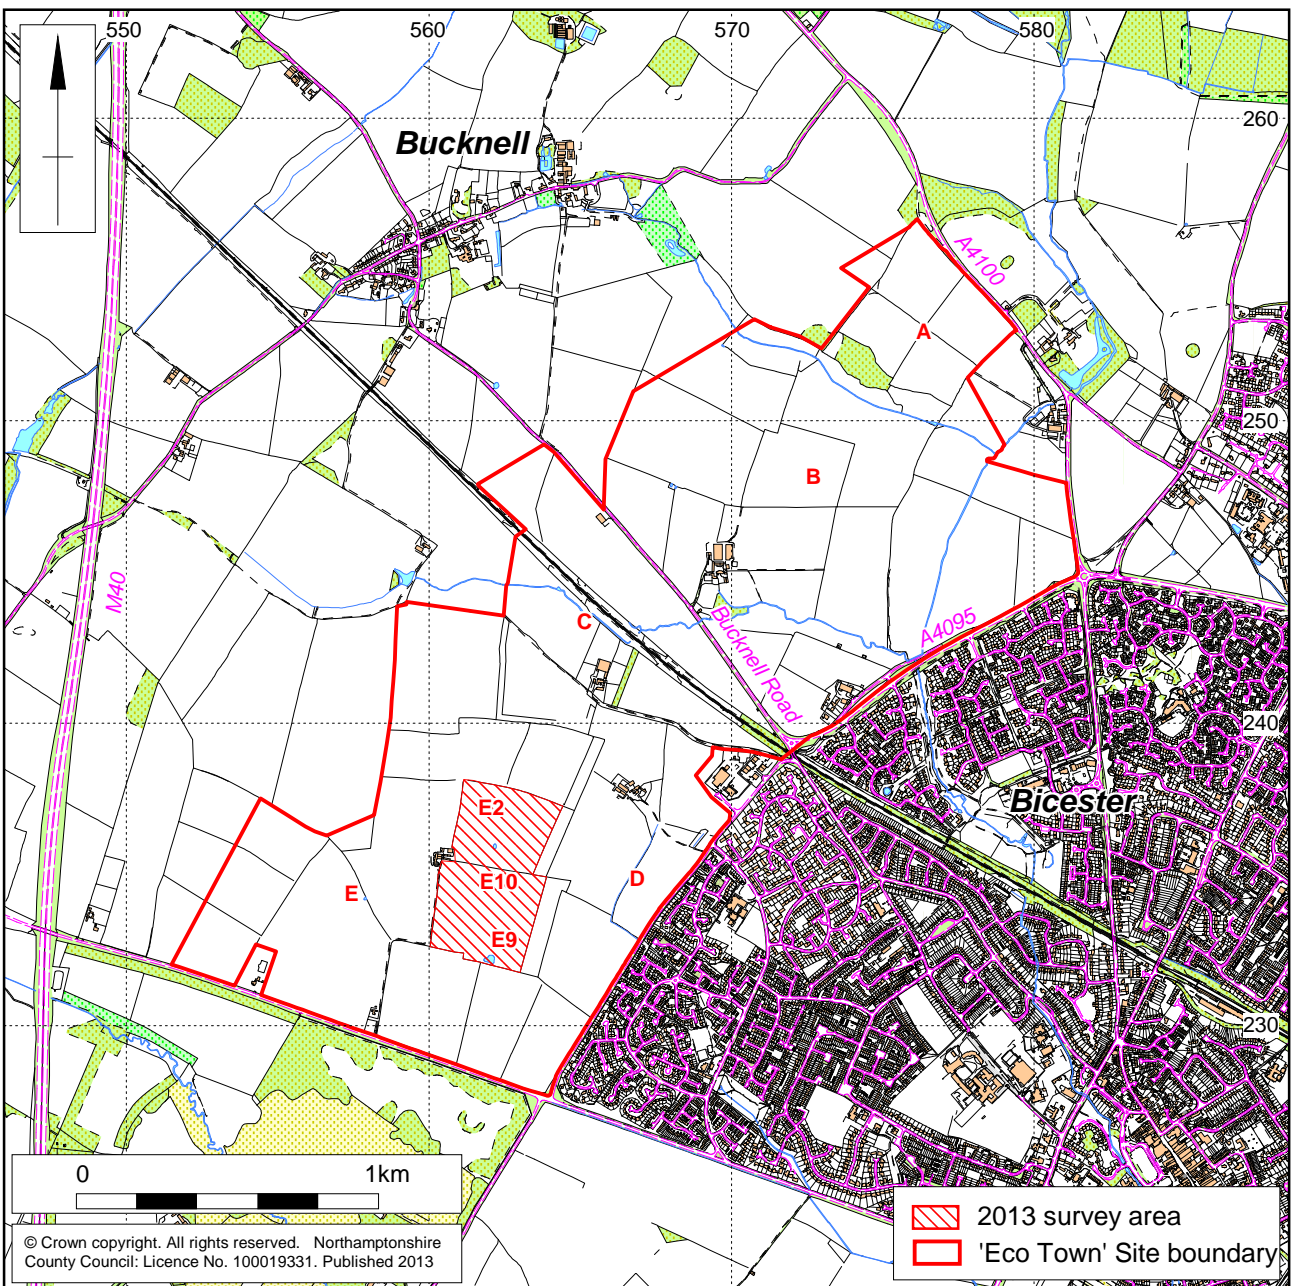 550
560
570
580
260
Bucknell
A4100
A
250
B
M40
C
Bucknell Road
A4095
240
Bicester
E2
E10
D
E
E9
230
0 1km
© Crown copyright. All rights reserved. Northamptonshire
County Council: Licence No. 100019331. Published 2013
2013 survey area
'Eco Town' Site boundary